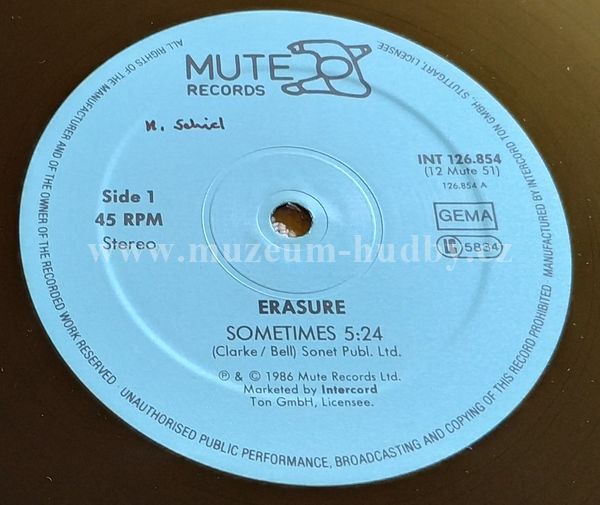 MUTE
RECORDS
INT 126.854
(12 Mute 51)
126.854 A
Side 1
45 RPM
Stereo
GEMA
LC 5834
www.muzeum-hudby.cz
ERASURE
SOMETIMES 5:24
(Clarke / Bell) Sonet Publ. Ltd.
℗ & © 1986 Mute Records Ltd.
Marketed by Intercord
Ton GmbH, Licensee.
ALL RIGHTS OF THE MANUFACTURER AND OF THE OWNER OF THE RECORDED WORK RESERVED UNAUTHORISED PUBLIC PERFORMANCE, BROADCASTING AND COPYING OF THIS RECORD PROHIBITED MANUFACTURED BY INTERCORD TON GMBH, STUTTGART, LICENSEE